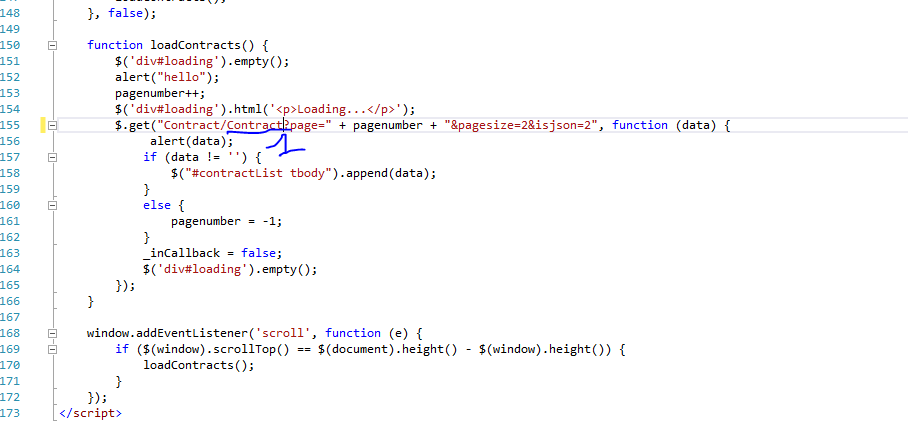 148 }, false);
149
150 function loadContracts() {
151 $('div#loading').empty();
152 alert("hello");
153 pagenumber++;
154 $('div#loading').html('<p>Loading...</p>');
155 $.get("Contract/Contract?page=" + pagenumber + "&pagesize=2&isjson=2", function (data) {
1
156 alert(data);
157 if (data != '') {
158 $("#contractList tbody").append(data);
159 }
160 else {
161 pagenumber = -1;
162 }
163 _inCallback = false;
164 $('div#loading').empty();
165 });
166 }
167
168 window.addEventListener('scroll', function (e) {
169 if ($(window).scrollTop() == $(document).height() - $(window).height()) {
170 loadContracts();
171 }
172 });
173 </script>